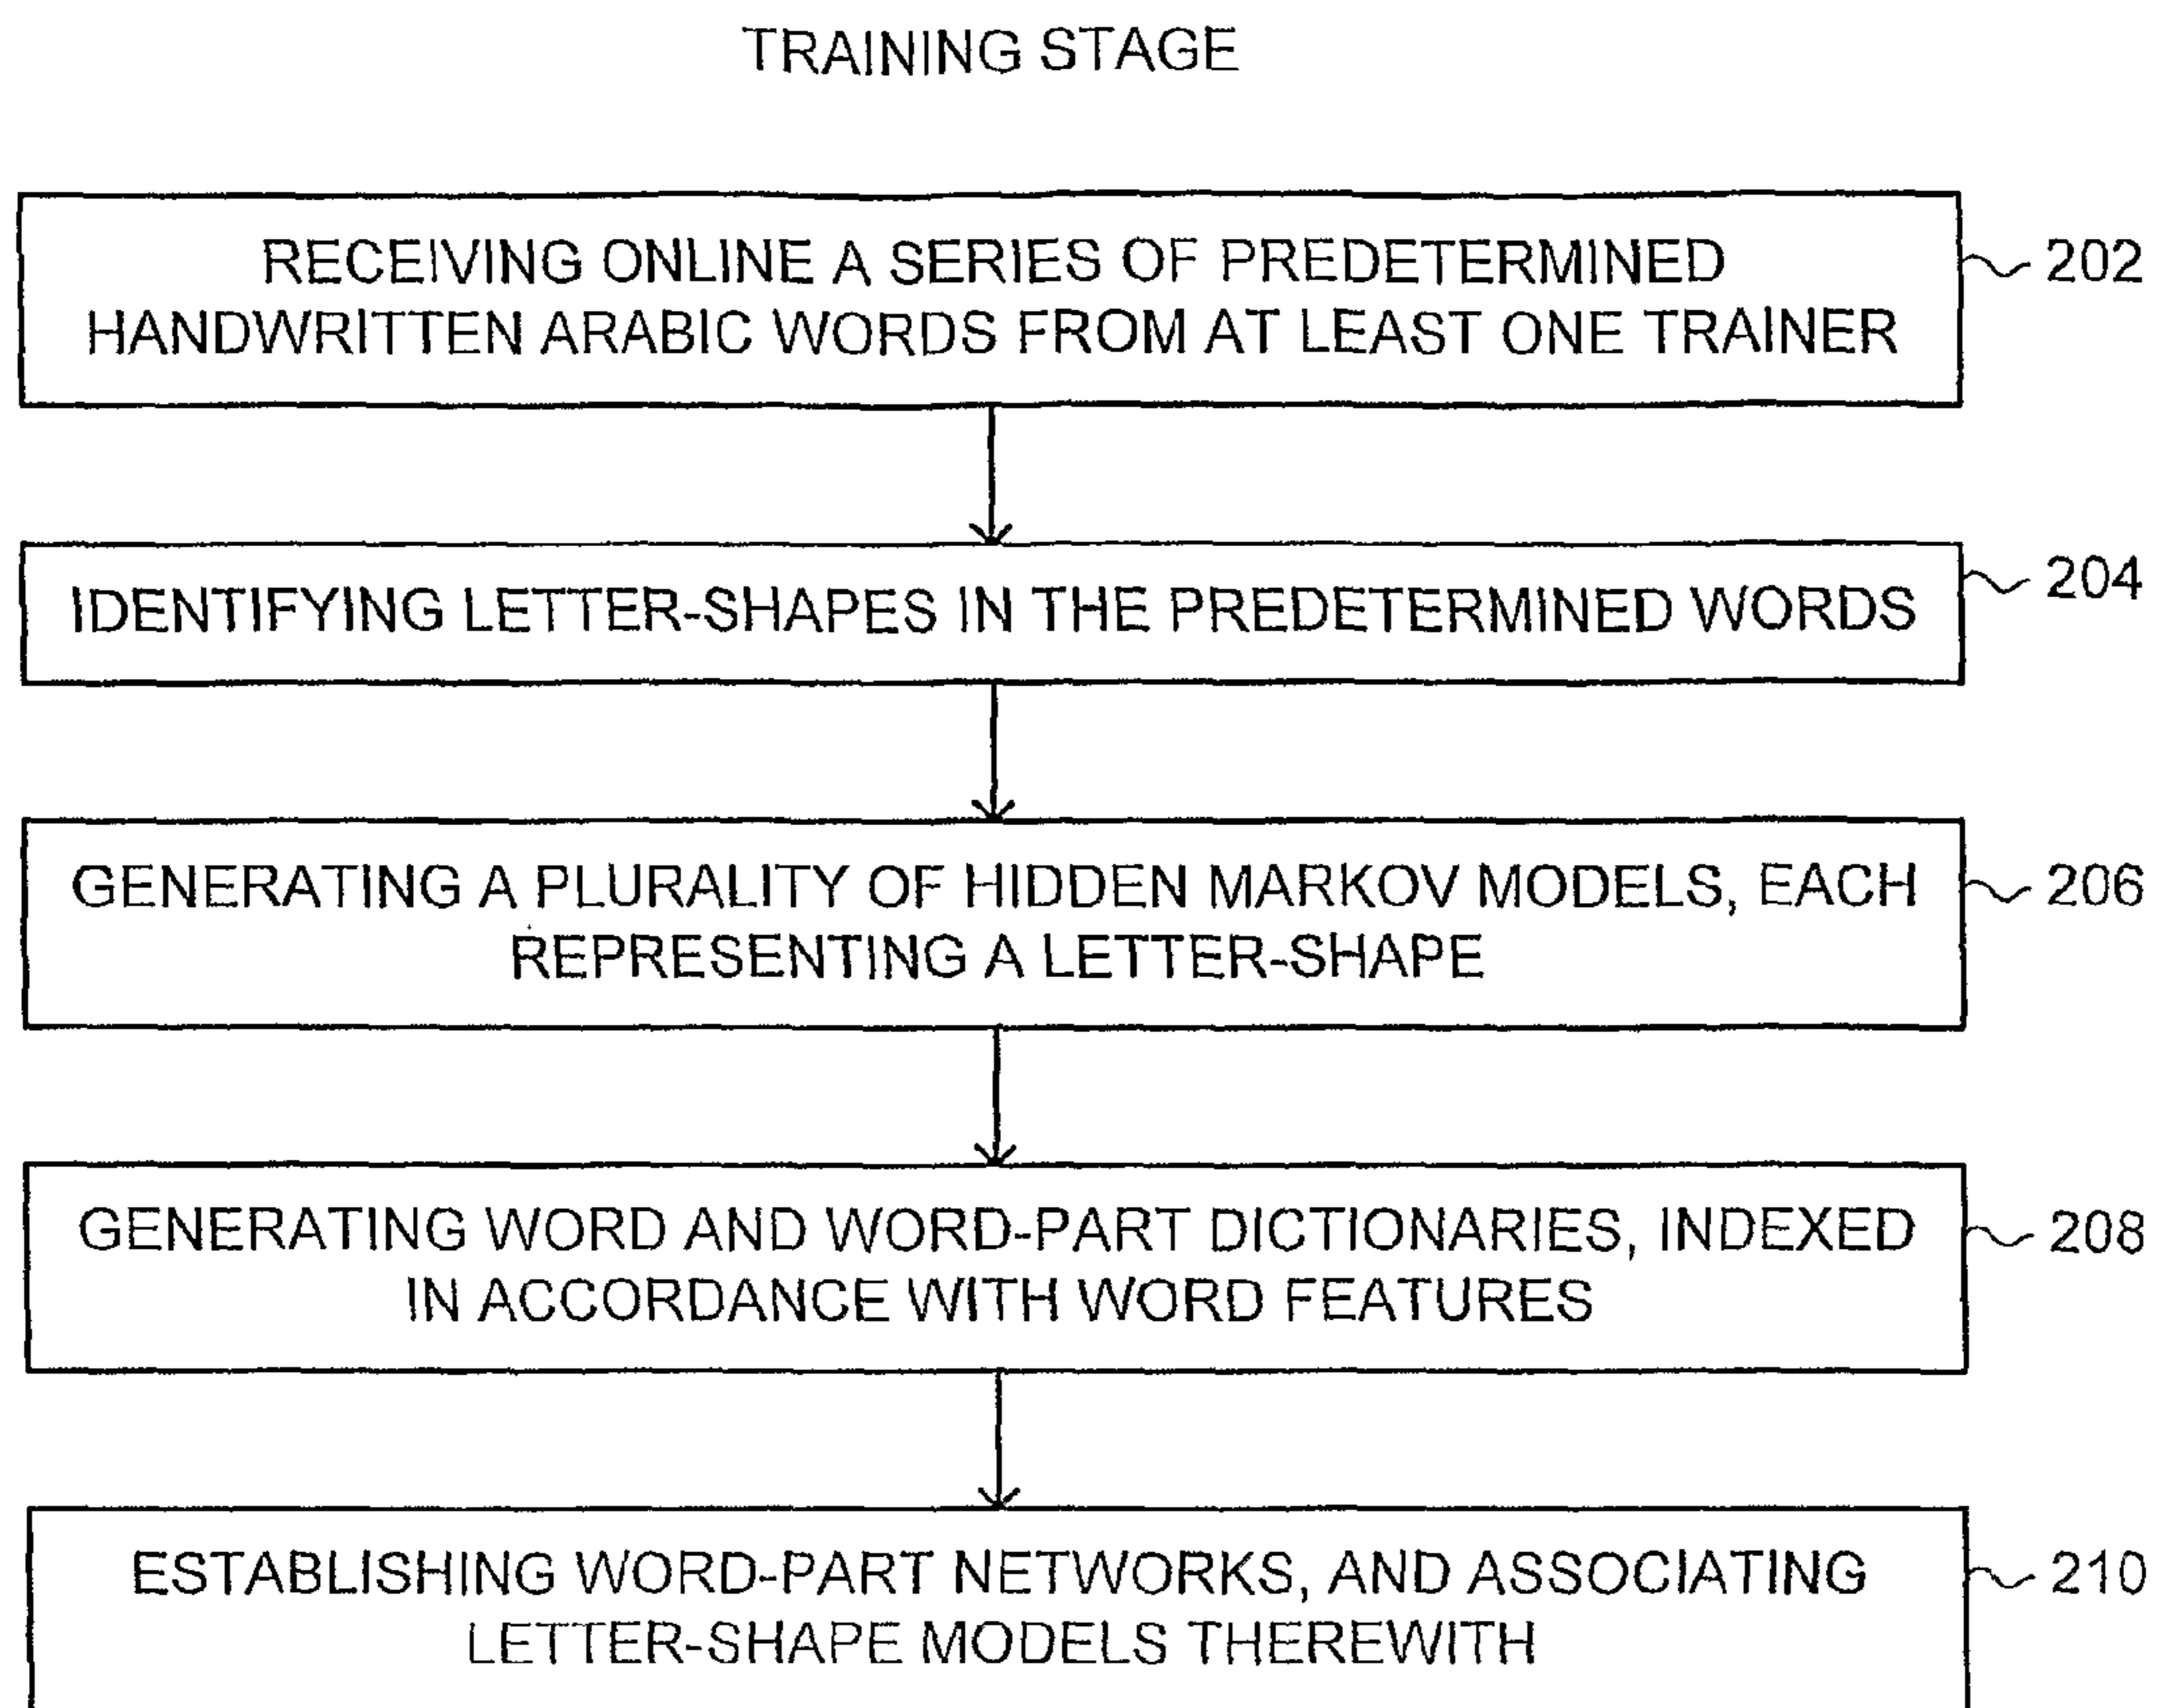 TRAINING STAGE
RECEIVING ONLINE A SERIES OF PREDETERMINED
HANDWRITTEN ARABIC WORDS FROM AT LEAST ONE TRAINER
202
IDENTIFYING LETTER-SHAPES IN THE PREDETERMINED WORDS
204
GENERATING A PLURALITY OF HIDDEN MARKOV MODELS, EACH
REPRESENTING A LETTER-SHAPE
206
GENERATING WORD AND WORD-PART DICTIONARIES, INDEXED
IN ACCORDANCE WITH WORD FEATURES
208
ESTABLISHING WORD-PART NETWORKS, AND ASSOCIATING
LETTER-SHAPE MODELS THEREWITH
210